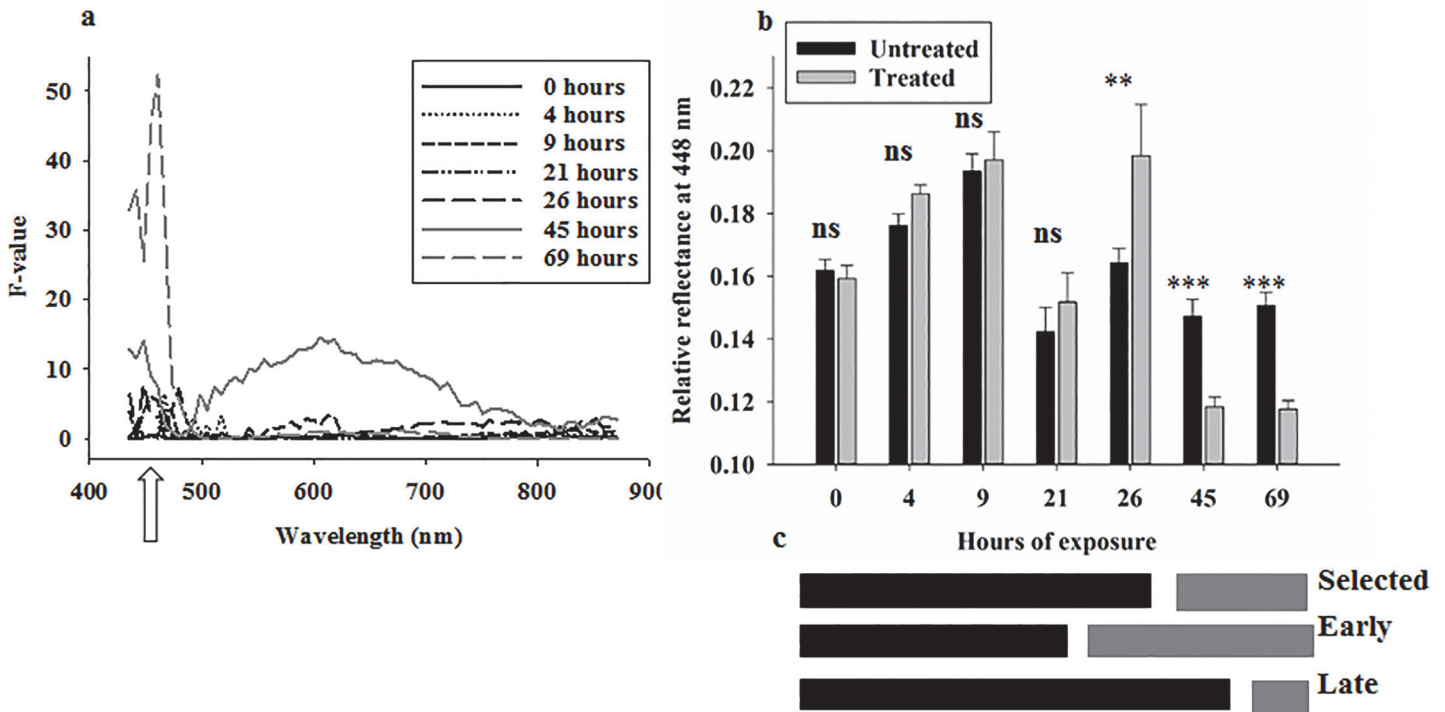 a
F-value
50
40
30
20
10
0
0 hours
4 hours
9 hours
21 hours
26 hours
45 hours
69 hours
400 500 600 700 800 900
Wavelength (nm)
b
Relative reflectance at 448 nm
0.22
0.20
0.18
0.16
0.14
0.12
0.10
Untreated
Treated
ns
ns
ns
ns
**
***
***
0 4 9 21 26 45 69
Hours of exposure
c
Selected
Early
Late